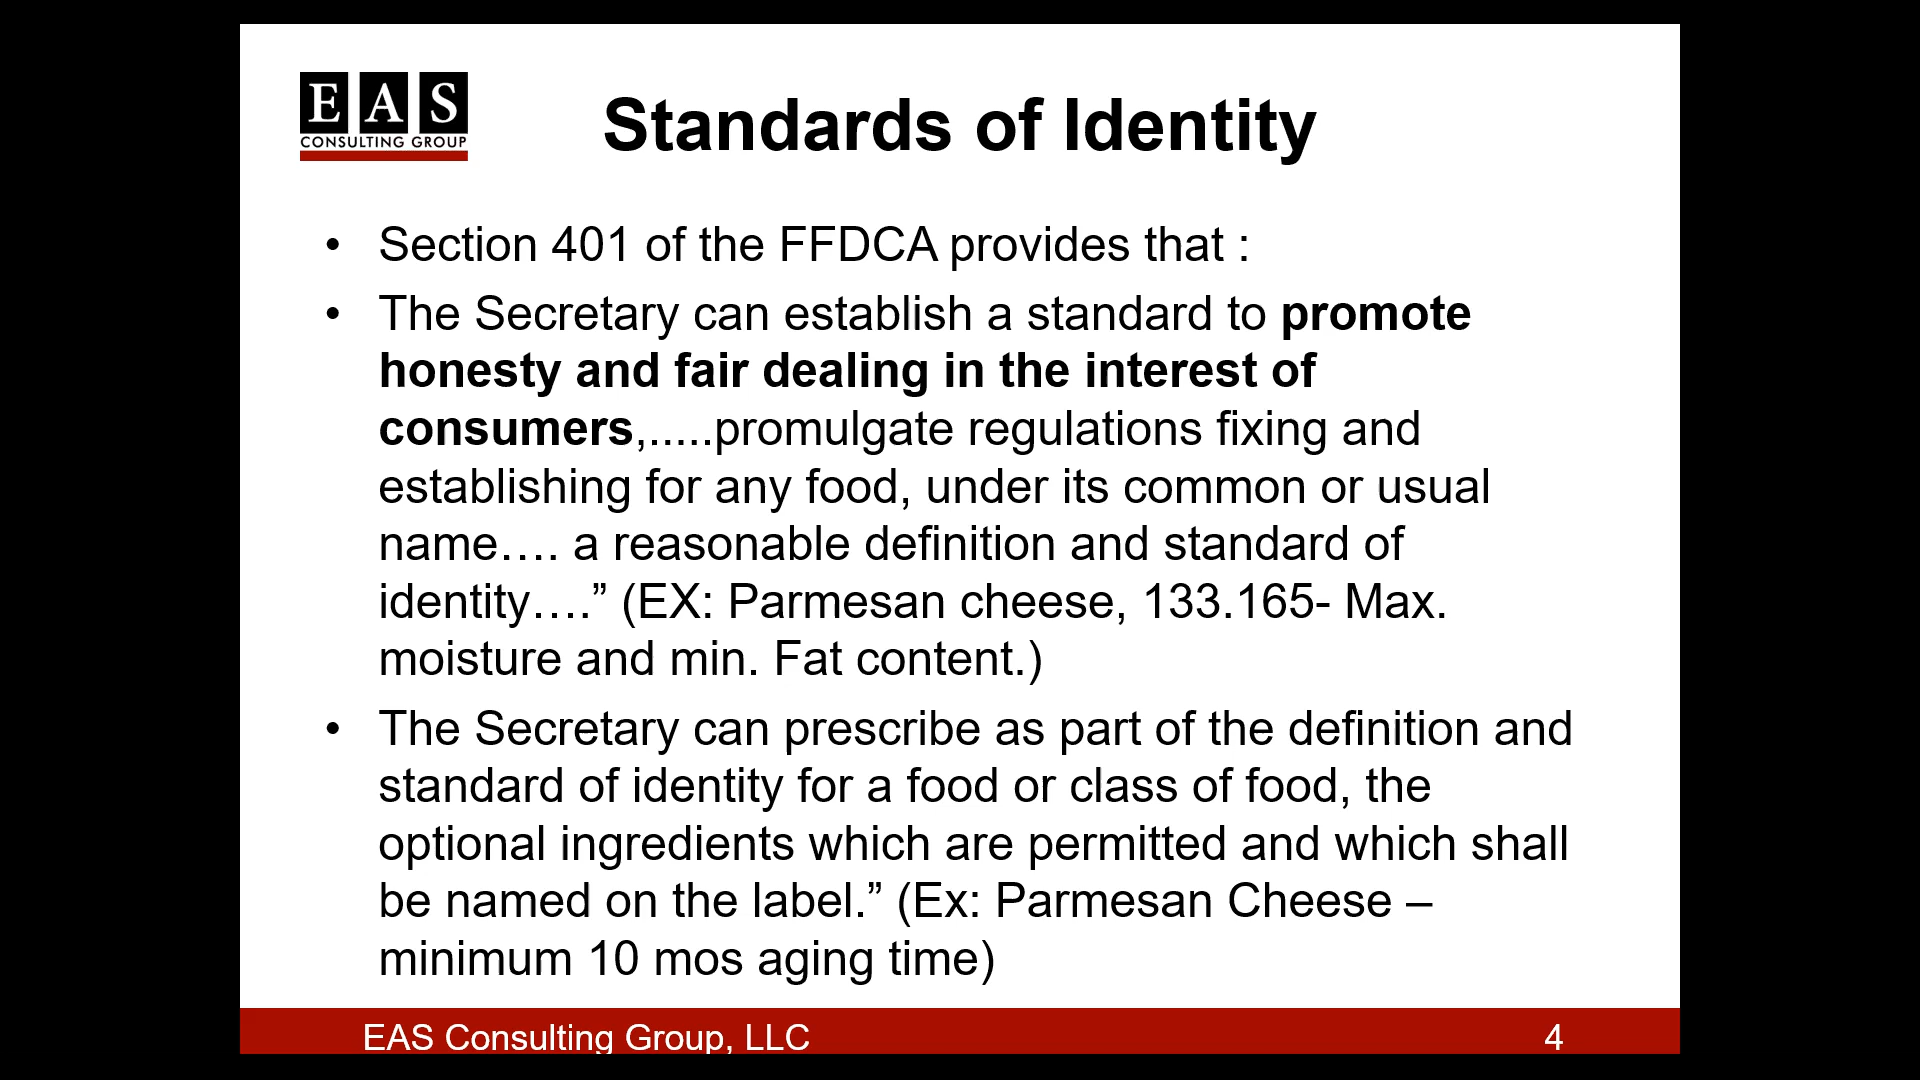 EAS
CONSULTING GROUP
Standards of Identity
• Section 401 of the FFDCA provides that :
• The Secretary can establish a standard to promote
honesty and fair dealing in the interest of
consumers,.....promulgate regulations fixing and
establishing for any food, under its common or usual
name…. a reasonable definition and standard of
identity….” (EX: Parmesan cheese, 133.165- Max.
moisture and min. Fat content.)
• The Secretary can prescribe as part of the definition and
standard of identity for a food or class of food, the
optional ingredients which are permitted and which shall
be named on the label.” (Ex: Parmesan Cheese –
minimum 10 mos aging time)
EAS Consulting Group, LLC
4